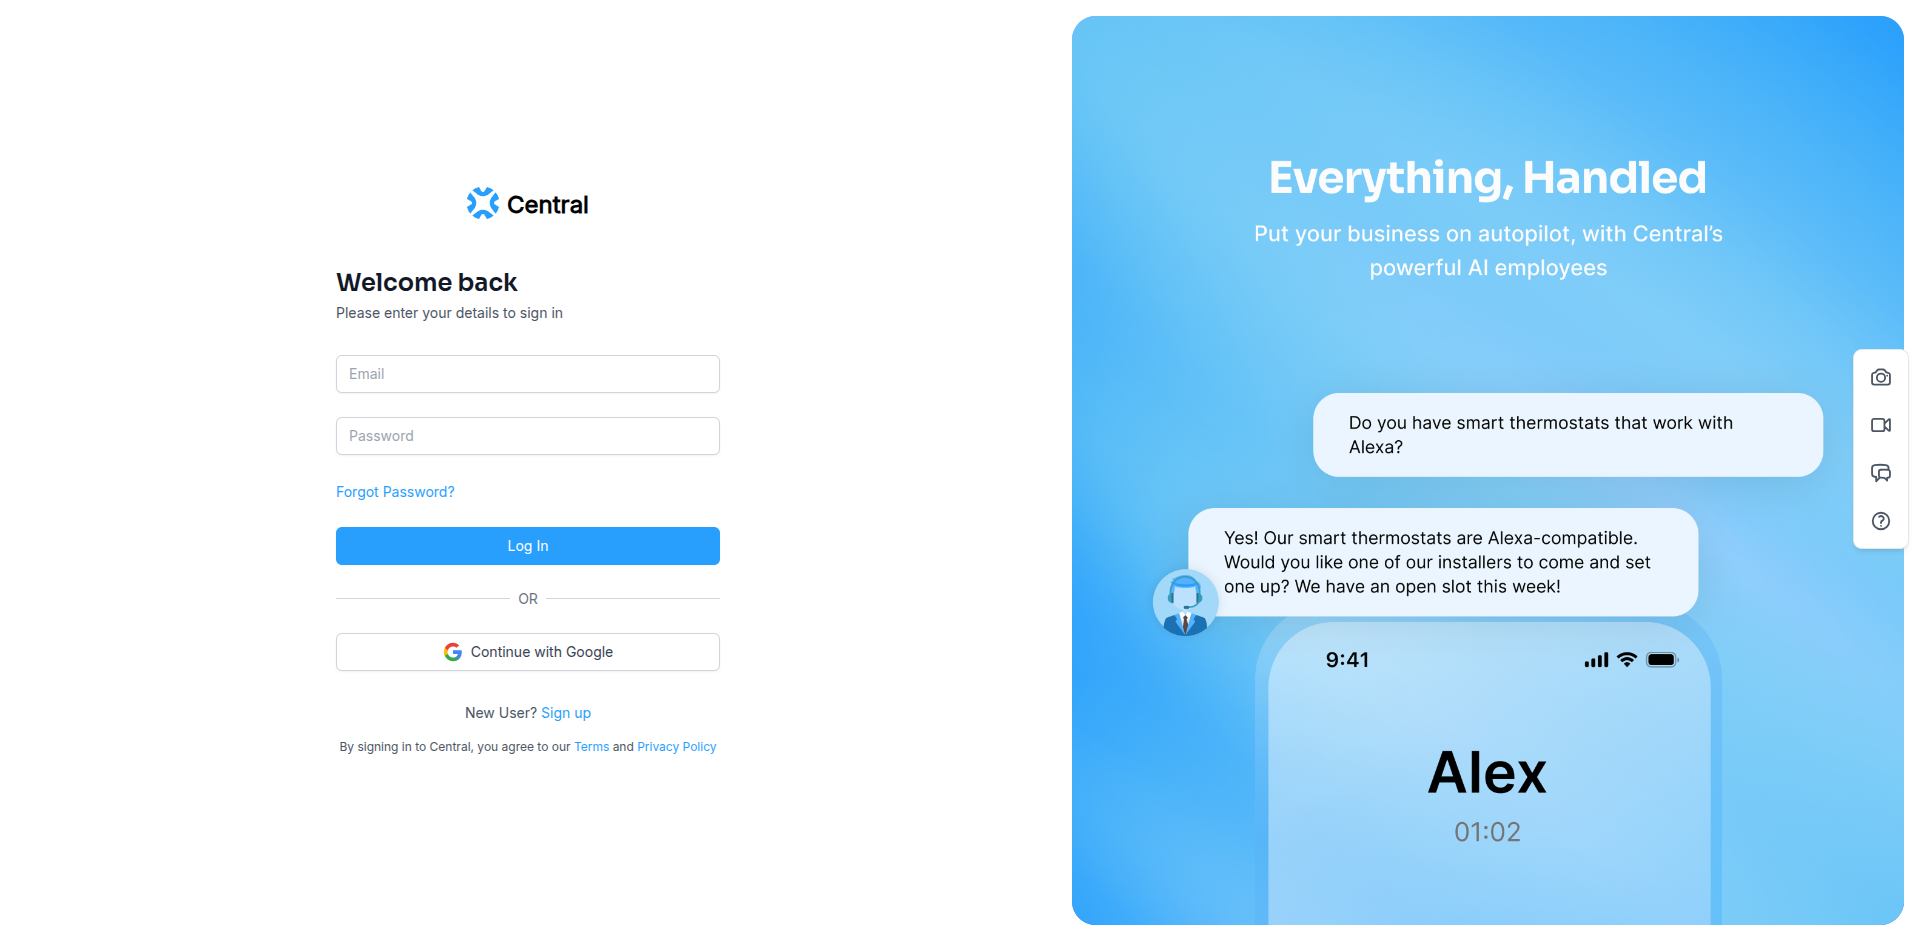 Central
Welcome back
Please enter your details to sign in
Email
Password
Forgot Password?
Log In
OR
Continue with Google
New User? Sign up
By signing in to Central, you agree to our Terms and Privacy Policy
Everything, Handled
Put your business on autopilot, with Central’s
powerful AI employees
Do you have smart thermostats that work with
Alexa?
Yes! Our smart thermostats are Alexa-compatible.
Would you like one of our installers to come and set
one up? We have an open slot this week!
9:41
Alex
01:02